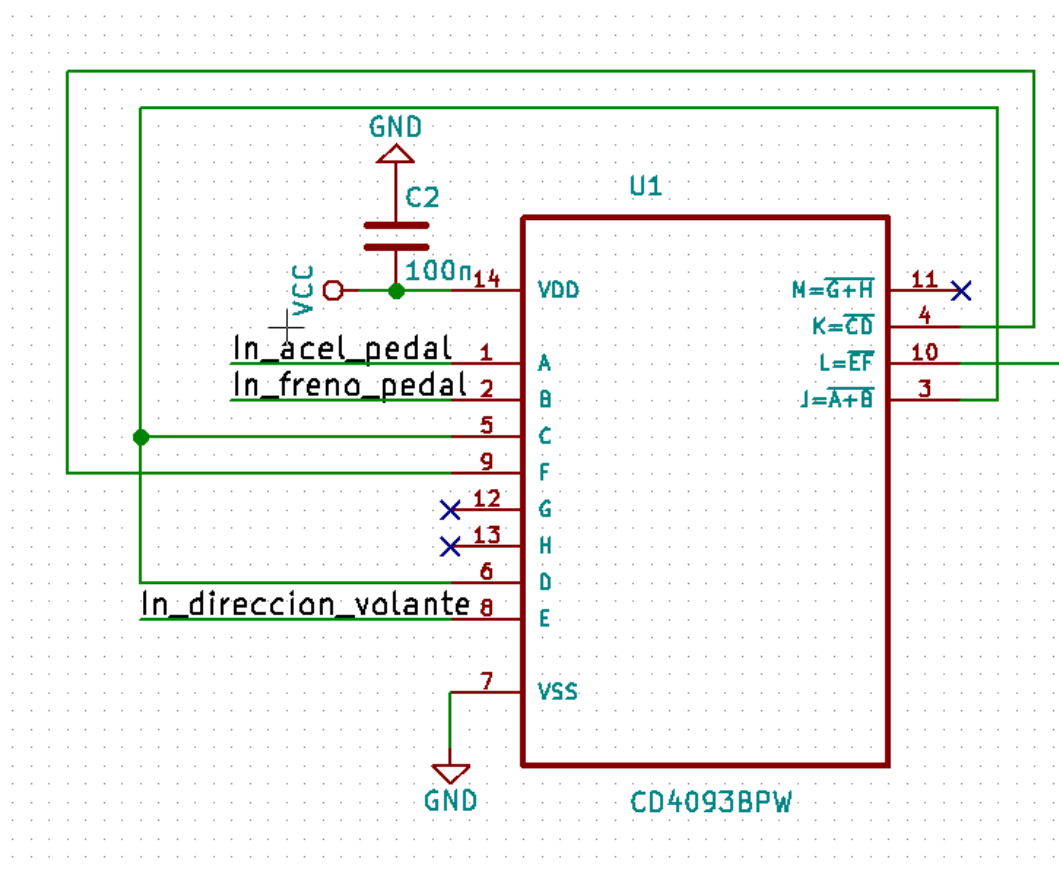 GND
C2
U1
100n
VCC
14
VDD
M=G+H
11
K=CD
4
In_acel_pedal
1
A
L=EF
10
In_freno_pedal
2
B
J=A+B
3
5
C
9
F
12
G
13
H
6
D
In_direccion_volante
8
E
7
VSS
GND
CD4093BPW